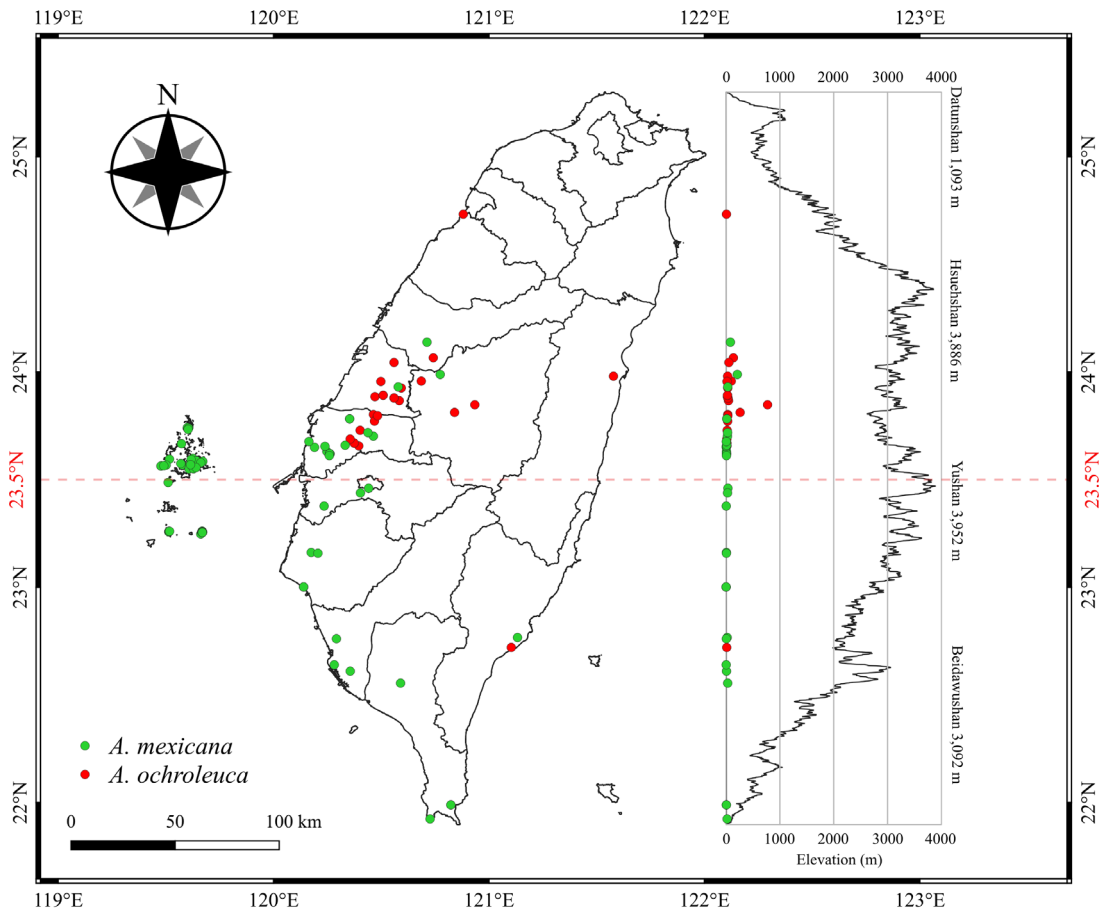 119°E 120°E 121°E 122°E 123°E
N
0 1000 2000 3000 4000
Datunshan 1,093 m
Hsuehshan 3,886 m
Yushan 3,952 m
Beidawushan 3,092 m
25°N 25°N
24°N 24°N
23.5°N 23.5°N
23°N 23°N
22°N 22°N
A. mexicana
A. ochroleuca
0 50 100 km
0 1000 2000 3000 4000
Elevation (m)
119°E 120°E 121°E 122°E 123°E